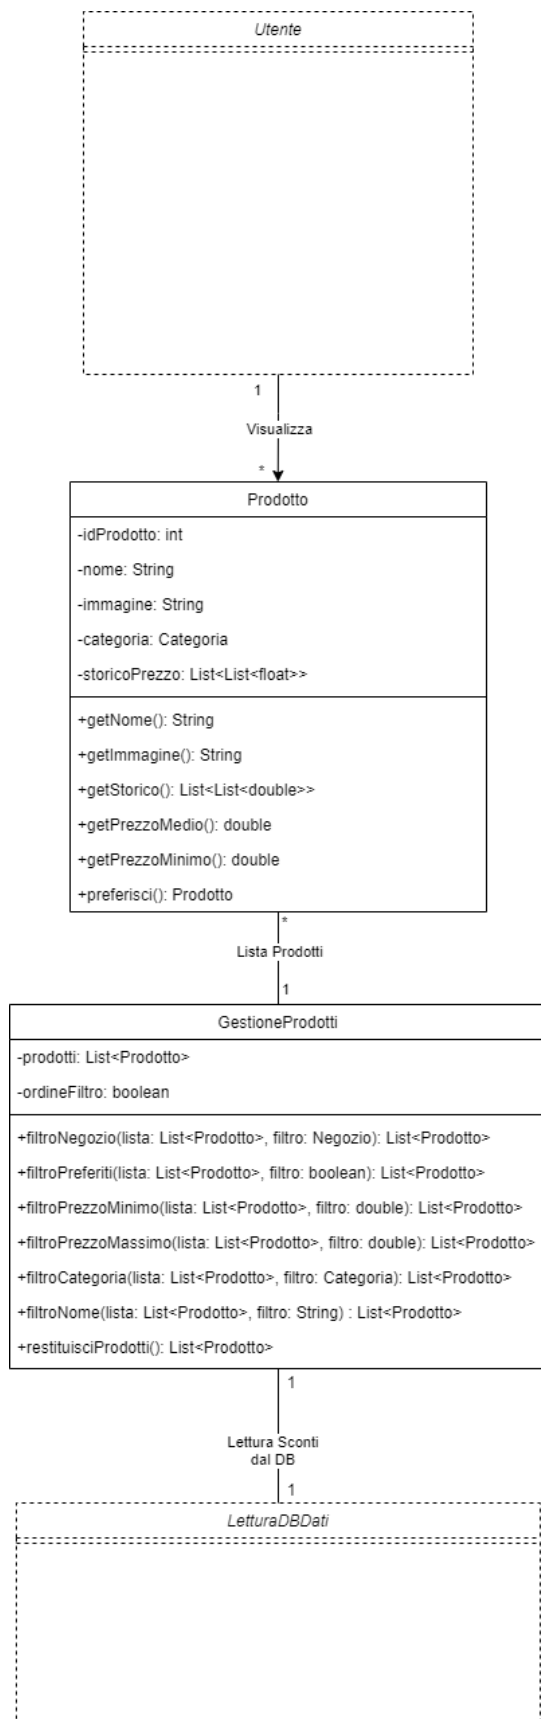 Utente
1
Visualizza
*
Prodotto
-idProdotto: int
-nome: String
-immagine: String
-categoria: Categoria
-storicoPrezzo: List<List<float>>
+getNome(): String
+getImmagine(): String
+getStorico(): List<List<double>>
+getPrezzoMedio(): double
+getPrezzoMinimo(): double
+preferisci(): Prodotto
*
Lista Prodotti
1
GestioneProdotti
-prodotti: List<Prodotto>
-ordineFiltro: boolean
+filtroNegozio(lista: List<Prodotto>, filtro: Negozio): List<Prodotto>
+filtroPreferiti(lista: List<Prodotto>, filtro: boolean): List<Prodotto>
+filtroPrezzoMinimo(lista: List<Prodotto>, filtro: double): List<Prodotto>
+filtroPrezzoMassimo(lista: List<Prodotto>, filtro: double): List<Prodotto>
+filtroCategoria(lista: List<Prodotto>, filtro: Categoria): List<Prodotto>
+filtroNome(lista: List<Prodotto>, filtro: String) : List<Prodotto>
+restituisciProdotti(): List<Prodotto>
1
Lettura Sconti
dal DB
1
LetturaDBDati